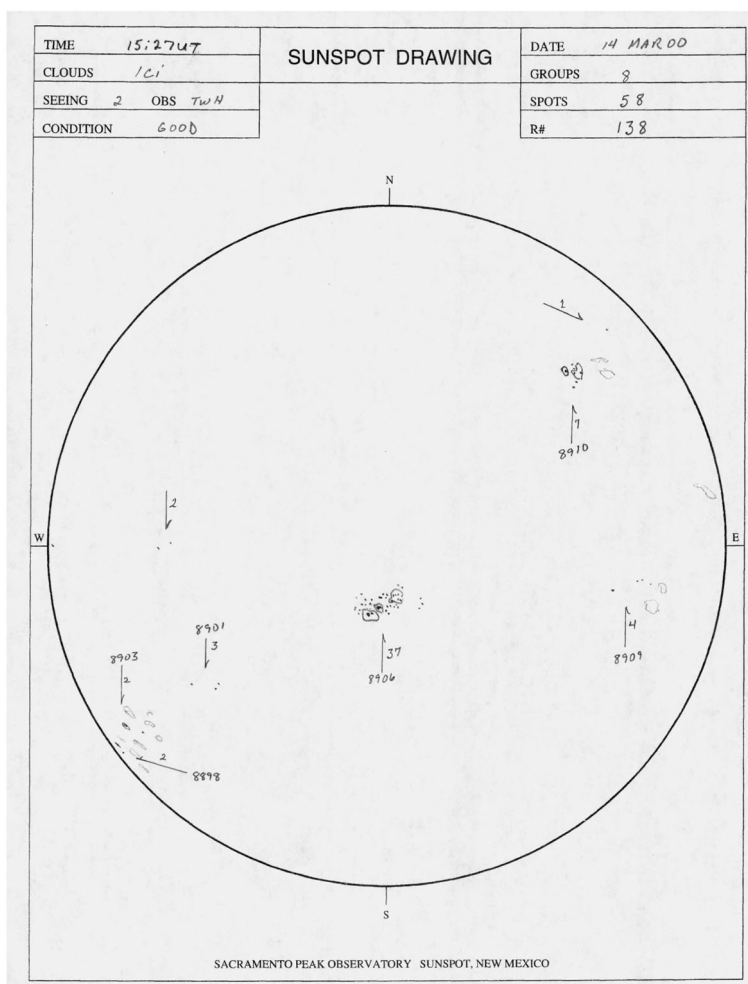 TIME 15:27UT
CLOUDS 1Ci
SEEING 2 OBS TWH
CONDITION GOOD
SUNSPOT DRAWING
DATE 14 MAR 00
GROUPS 8
SPOTS 58
R# 138
N
1
7
8910
2
W
E
8901
3
8903
2
37
8906
4
8909
2
8898
S
SACRAMENTO PEAK OBSERVATORY SUNSPOT, NEW MEXICO